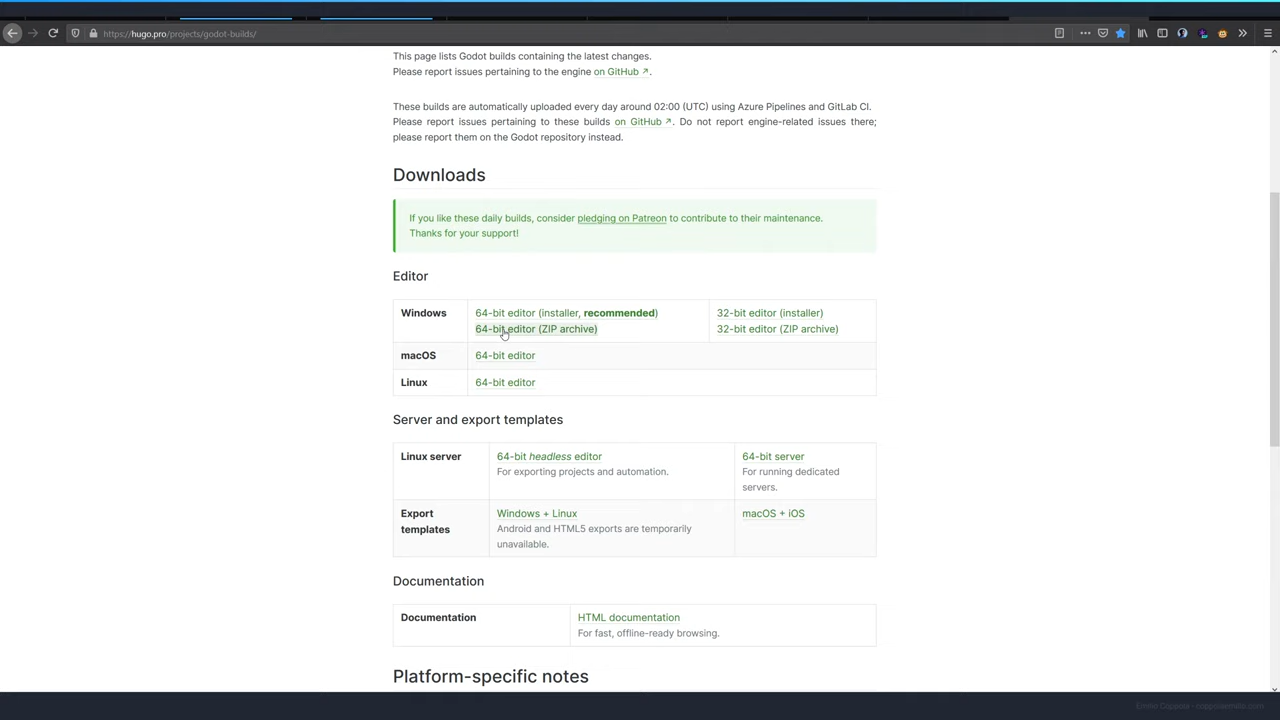 https://hugo.pro/projects/godot-builds/
This page lists Godot builds containing the latest changes.
Please report issues pertaining to the engine on GitHub ↗.
These builds are automatically uploaded every day around 02:00 (UTC) using Azure Pipelines and GitLab CI.
Please report issues pertaining to these builds on GitHub ↗. Do not report engine-related issues there;
please report them on the Godot repository instead.
Downloads
If you like these daily builds, consider pledging on Patreon to contribute to their maintenance.
Thanks for your support!
Editor
Windows
64-bit editor (installer, recommended)
64-bit editor (ZIP archive)
32-bit editor (installer)
32-bit editor (ZIP archive)
macOS
64-bit editor
Linux
64-bit editor
Server and export templates
Linux server
64-bit headless editor
For exporting projects and automation.
64-bit server
For running dedicated
servers.
Export
templates
Windows + Linux
Android and HTML5 exports are temporarily
unavailable.
macOS + iOS
Documentation
Documentation
HTML documentation
For fast, offline-ready browsing.
Platform-specific notes
Emilio Coppola - coppolaemilio.com